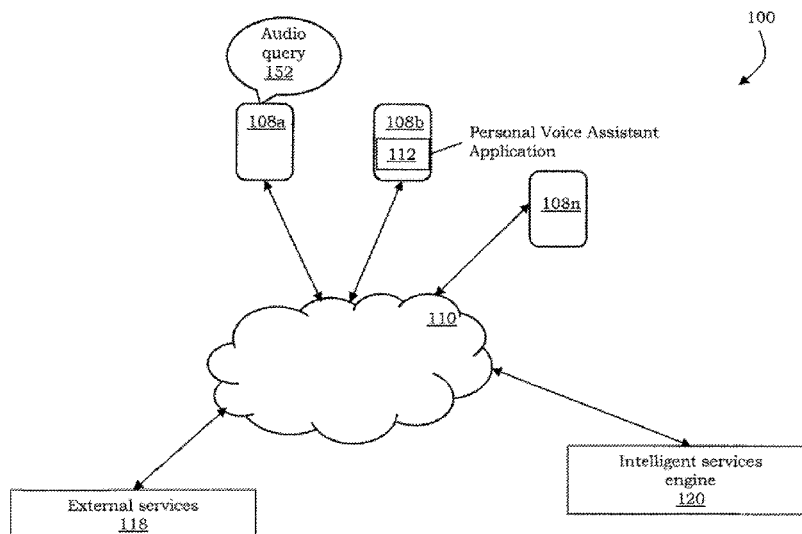 100
Audio
query
152
108a
108b
112
Personal Voice Assistant
Application
108n
110
Intelligent services
engine
120
External services
118